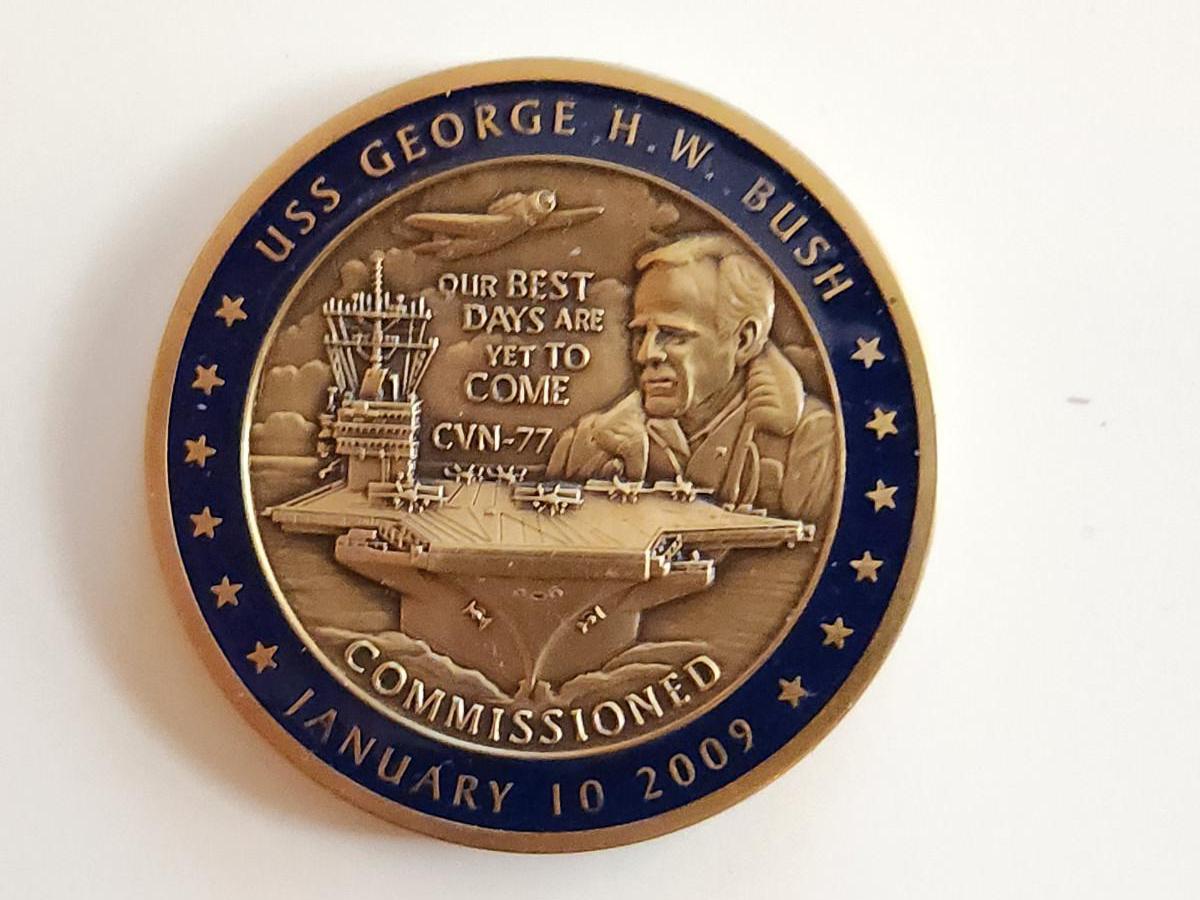 USS GEORGE H.W. BUSH
OUR BEST
DAYS ARE
YET TO
COME
CVN-77
COMMISSIONED
JANUARY 10 2009